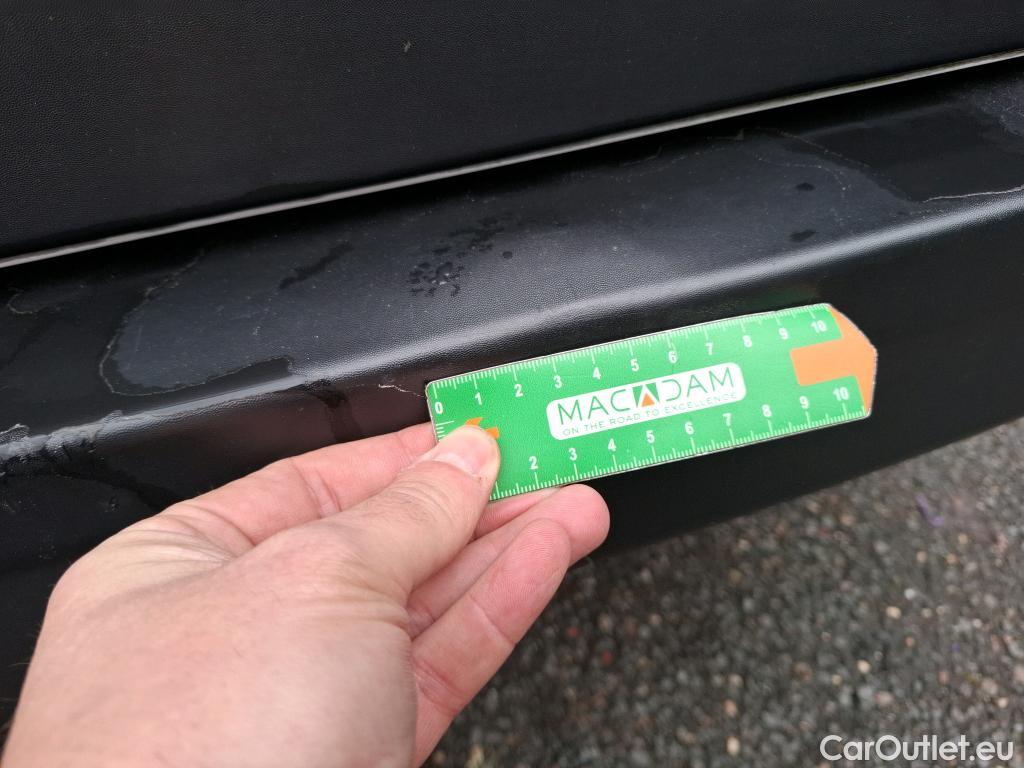 0 1 2 3 4 5 6 7 8 9 10
MACADAM
ON THE ROAD TO EXCELLENCE
2 3 4 5 6 7 8 9 10
CarOutlet.eu